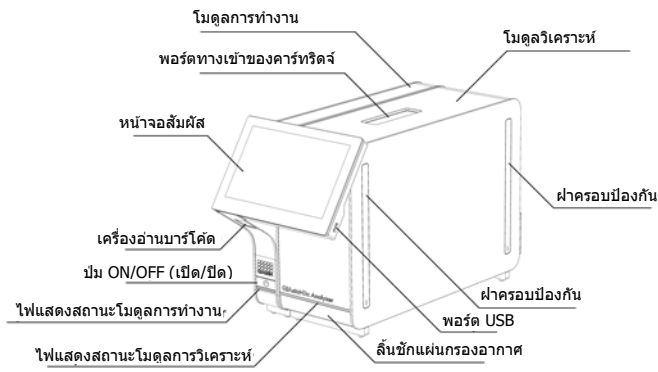 โมดูลการทำงาน
โมดูลวิเคราะห์
พอร์ตทางเข้าของคาร์ทริดจ์
หน้าจอสัมผัส
ฝาครอบป้องกัน
เครื่องอ่านบาร์โค้ด
ปุ่ม ON/OFF (เปิด/ปิด)
ฝาครอบป้องกัน
ไฟแสดงสถานะโมดูลการทำงาน
พอร์ต USB
ไฟแสดงสถานะโมดูลการวิเคราะห์
ลิ้นชักแผ่นกรองอากาศ
QIAstat-Dx Analyzer